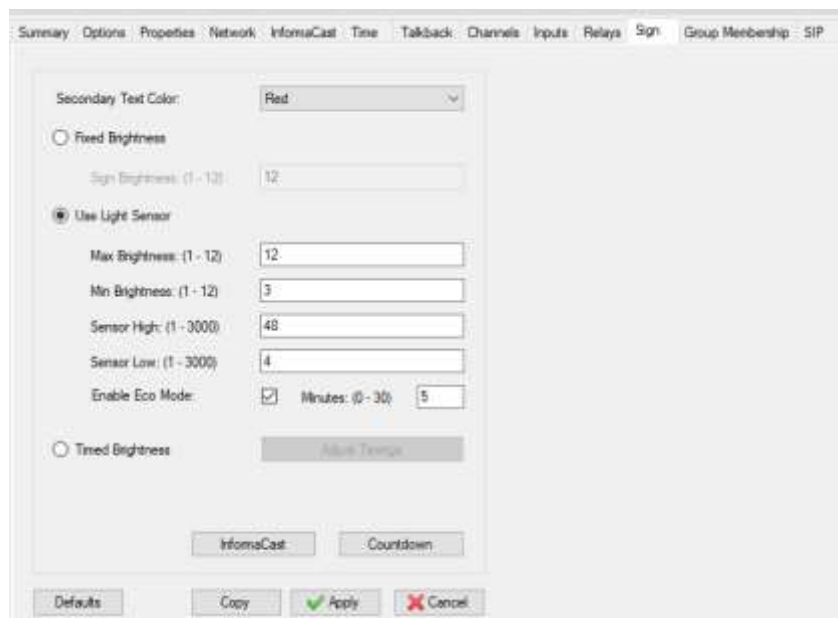 Summary Options Properties Network InformaCast Time Talkback Channels Inputs Relays Sign Group Membership SIP
Secondary Text Color: Red
Fixed Brightness
Sign Brightness: (1 - 12) 12
Use Light Sensor
Max Brightness: (1 - 12) 12
Min Brightness: (1 - 12) 3
Sensor High: (1 - 3000) 48
Sensor Low: (1 - 3000) 4
Enable Eco Mode: Minutes: (0 - 30) 5
Timed Brightness Adjust Timings
InformaCast Countdown
Defaults Copy Apply Cancel